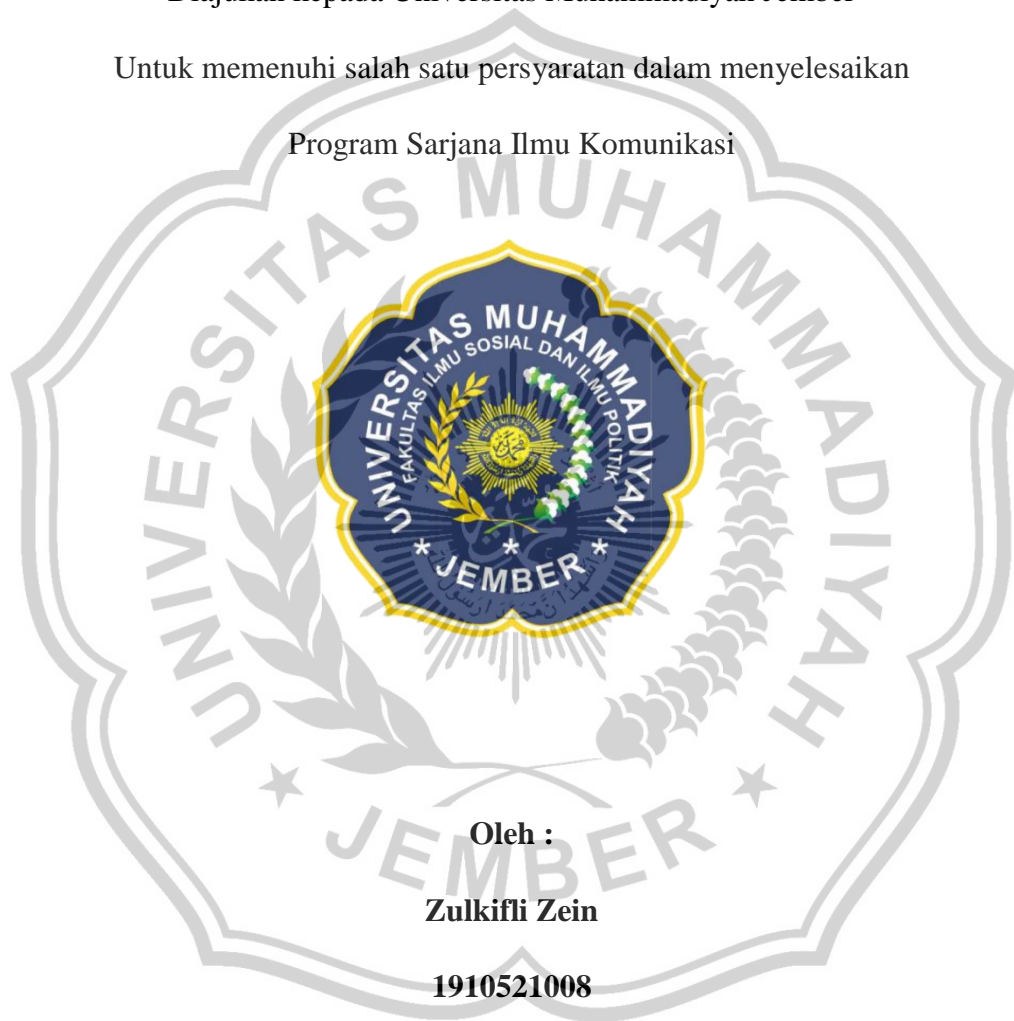 Diajukan kepada Universitas Muhammadiyah Jember
Untuk memenuhi salah satu persyaratan dalam menyelesaikan
Program Sarjana Ilmu Komunikasi
UNIVERSITAS MUHAMMADIYAH
FAKULTAS ILMU SOSIAL DAN ILMU POLITIK
* JEMBER *
UNIVERSITAS MUHAMMADIYAH
JEMBER
Oleh :
Zulkifli Zein
1910521008